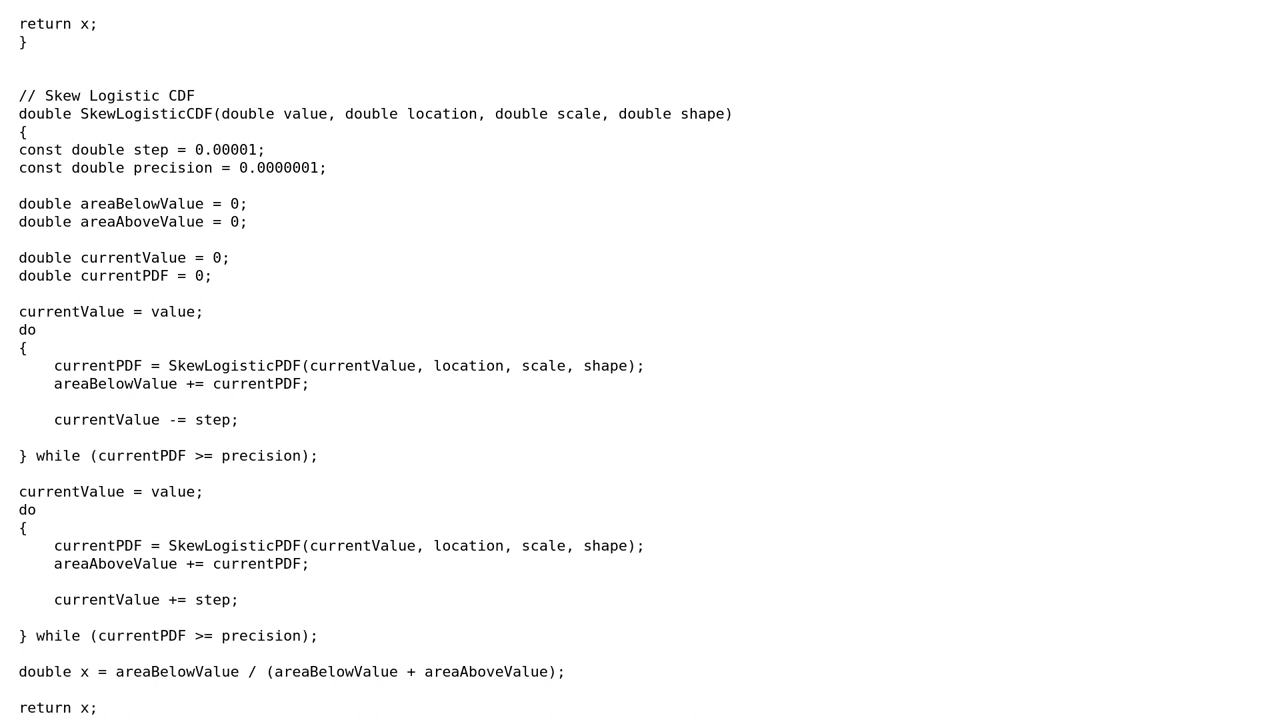 return x;
}
// Skew Logistic CDF
double SkewLogisticCDF(double value, double location, double scale, double shape)
{
const double step = 0.00001;
const double precision = 0.0000001;
double areaBelowValue = 0;
double areaAboveValue = 0;
double currentValue = 0;
double currentPDF = 0;
currentValue = value;
do
{
    currentPDF = SkewLogisticPDF(currentValue, location, scale, shape);
    areaBelowValue += currentPDF;
    currentValue -= step;
} while (currentPDF >= precision);
currentValue = value;
do
{
    currentPDF = SkewLogisticPDF(currentValue, location, scale, shape);
    areaAboveValue += currentPDF;
    currentValue += step;
} while (currentPDF >= precision);
double x = areaBelowValue / (areaBelowValue + areaAboveValue);
return x;